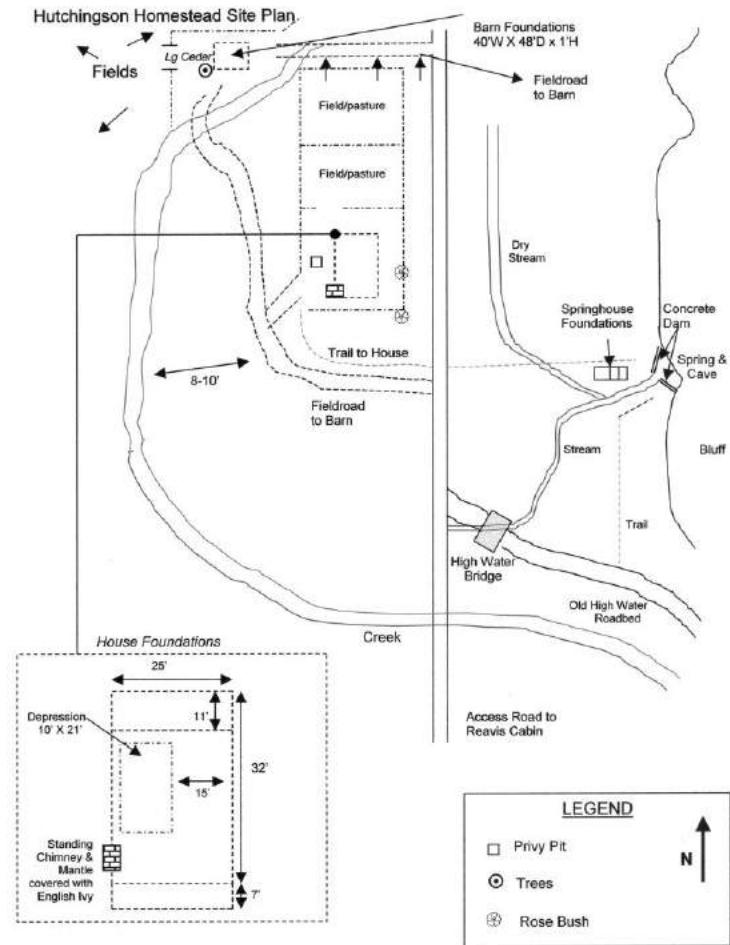 Hutchingson Homestead Site Plan
Barn Foundations
40'W X 48'D x 1'H
Lg Ceder
Fields
Fieldroad
to Barn
Field/pasture
Field/pasture
Dry
Stream
Springhouse
Foundations
Concrete
Dam
Spring &
Cave
Trail to House
8-10'
Fieldroad
to Barn
Stream
Bluff
Trail
High Water
Bridge
Old High Water
Roadbed
Creek
House Foundations
25'
Depression
10' X 21'
11'
32'
15'
Standing
Chimney &
Mantle
covered with
English Ivy
7'
Access Road to
Reavis Cabin
LEGEND
Privy Pit
Trees
Rose Bush
N